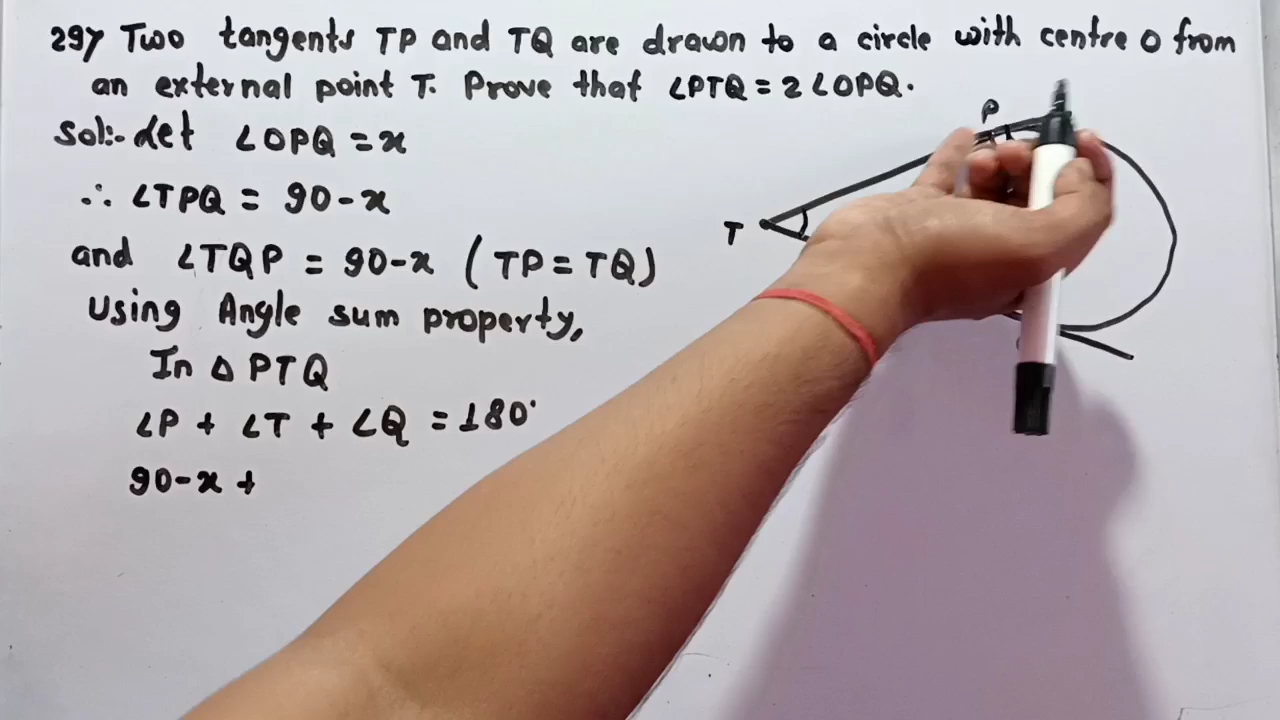 29) Two tangents TP and TQ are drawn to a circle with centre O from
an external point T. Prove that ∠PTQ = 2∠OPQ.
Sol:- Let ∠OPQ = x
∴ ∠TPQ = 90-x
and ∠TQP = 90-x (TP = TQ)
Using Angle sum property,
In Δ PTQ
∠P + ∠T + ∠Q = 180°
90-x +
P
T